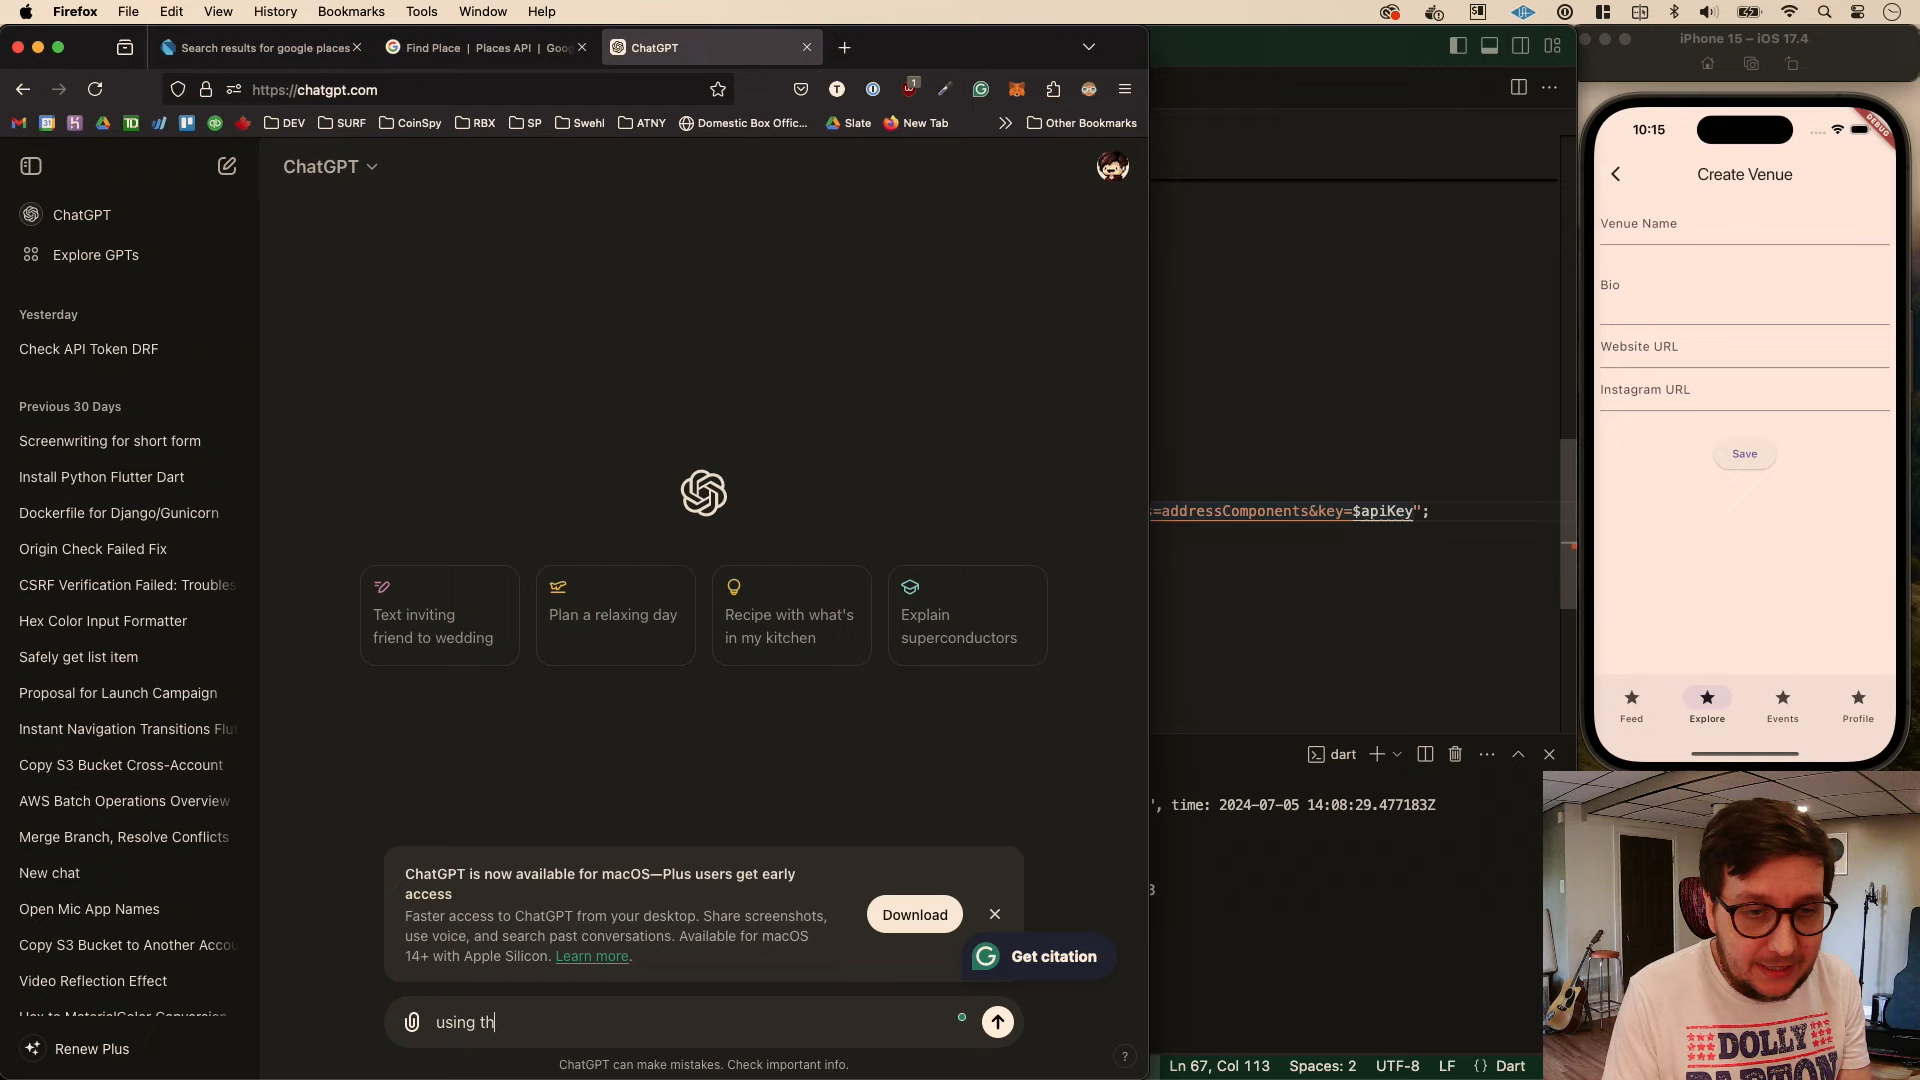 Firefox File Edit View History Bookmarks Tools Window Help
Search results for google places
Find Place | Places API | Goog
ChatGPT
https://chatgpt.com
1
DEV SURF CoinSpy RBX SP Swehl ATNY Domestic Box Offic... Slate New Tab Other Bookmarks
ChatGPT
ChatGPT
Explore GPTs
Yesterday
Check API Token DRF
Previous 30 Days
Screenwriting for short form
Install Python Flutter Dart
Dockerfile for Django/Gunicorn
Origin Check Failed Fix
CSRF Verification Failed: Troubles
Hex Color Input Formatter
Safely get list item
Proposal for Launch Campaign
Instant Navigation Transitions Flut
Copy S3 Bucket Cross-Account
AWS Batch Operations Overview
Merge Branch, Resolve Conflicts
New chat
Open Mic App Names
Copy S3 Bucket to Another Accou
Video Reflection Effect
Hex to MaterialColor Conversion
Renew Plus
Text inviting
friend to wedding
Plan a relaxing day
Recipe with what's
in my kitchen
Explain
superconductors
ChatGPT is now available for macOS—Plus users get early
access
Faster access to ChatGPT from your desktop. Share screenshots,
use voice, and search past conversations. Available for macOS
14+ with Apple Silicon. Learn more.
Download
Get citation
using th
ChatGPT can make mistakes. Check important info.
?
=addressComponents&key=$apiKey";
dart
', time: 2024-07-05 14:08:29.477183Z
Ln 67, Col 113 Spaces: 2 UTF-8 LF {} Dart
iPhone 15 – iOS 17.4
10:15
DEBUG
Create Venue
Venue Name
Bio
Website URL
Instagram URL
Save
Feed Explore Events Profile
DOLLY
PARTON